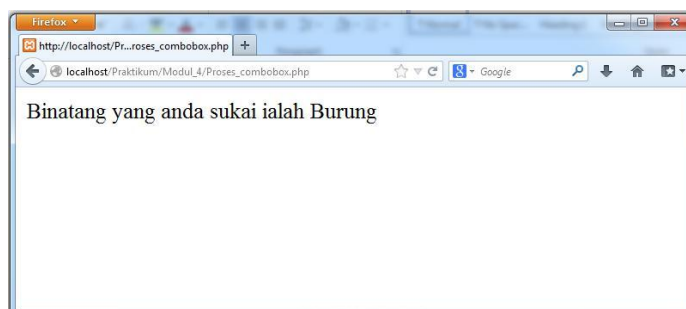 Firefox
http://localhost/Pr...roses_combobox.php
localhost/Praktikum/Modul_4/Proses_combobox.php
Google
Binatang yang anda sukai ialah Burung